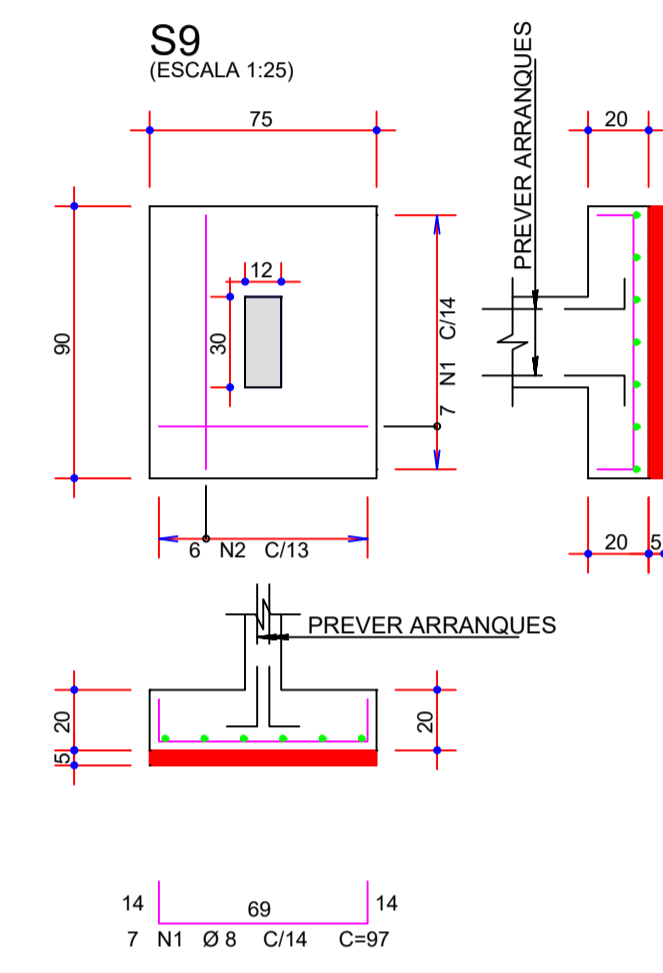 S9
(ESCALA 1:25)
75
20
PREVER ARRANQUES
90
12
30
7 N1 C/14
6 N2 C/13
20 5
PREVER ARRANQUES
20
5
20
14 69 14
7 N1 Ø 8 C/14 C=97